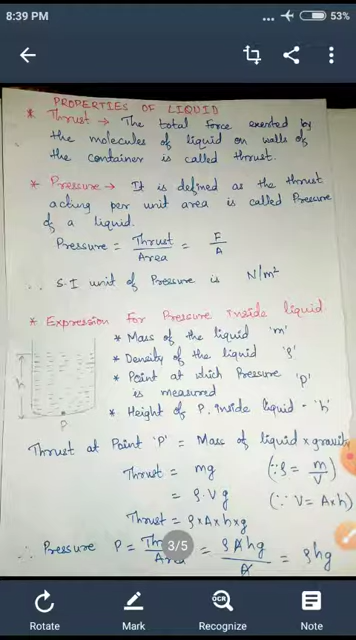 8:39 PM ... 53%
PROPERTIES OF LIQUID
* Thrust → The total force exerted by
the molecules of liquid on walls of
the container is called thrust.
* Pressure → It is defined as the thrust
acting per unit area is called Pressure
of a liquid.
Pressure = Thrust/Area = F/A
∴ S.I unit of Pressure is N/m²
* Expression for Pressure Inside liquid
* Mass of the liquid 'm'
* Density of the liquid 'ρ'
* Point at which Pressure 'p'
is measured
* Height of P, Inside liquid - 'h'
h
P
Thrust at Point 'P' = Mass of liquid x gravity
Thrust = mg (∵ ρ = m/V)
= ρ.V g (∵ V = A x h)
Thrust = ρ x A x h x g
∴ Pressure P = = ρAhg/A = ρhg
3/5
OCR
Rotate Mark Recognize Note